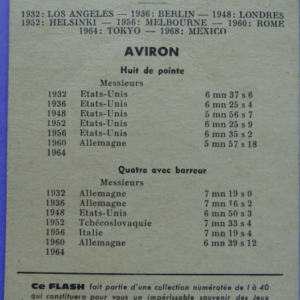 1932: LOS ANGELES — 1936: BERLIN — 1948: LONDRES
1952: HELSINKI — 1956: MELBOURNE — 1960: ROME
1964: TOKYO — 1968: MEXICO
AVIRON
Huit de pointe
Messieurs
1932 Etats-Unis 6 mn 37 s 6
1936 Etats-Unis 6 mn 25 s 4
1948 Etats-Unis 5 mn 56 s 7
1952 Etats-Unis 6 mn 25 s 9
1956 Etats-Unis 6 mn 35 s 2
1960 Allemagne 5 mn 57 s 18
1964
Quatre avec barreur
Messieurs
1932 Allemagne 7 mn 19 s 0
1936 Allemagne 7 mn 16 s 2
1948 Etats-Unis 6 mn 50 s 3
1952 Tchécoslovaquie 7 mn 33 s 4
1956 Italie 7 mn 19 s 4
1960 Allemagne 6 mn 39 s 12
1964
Ce FLASH fait partie d'une collection numérotée de 1 à 40
qui constituera pour vous un impérissable souvenir des Jeux